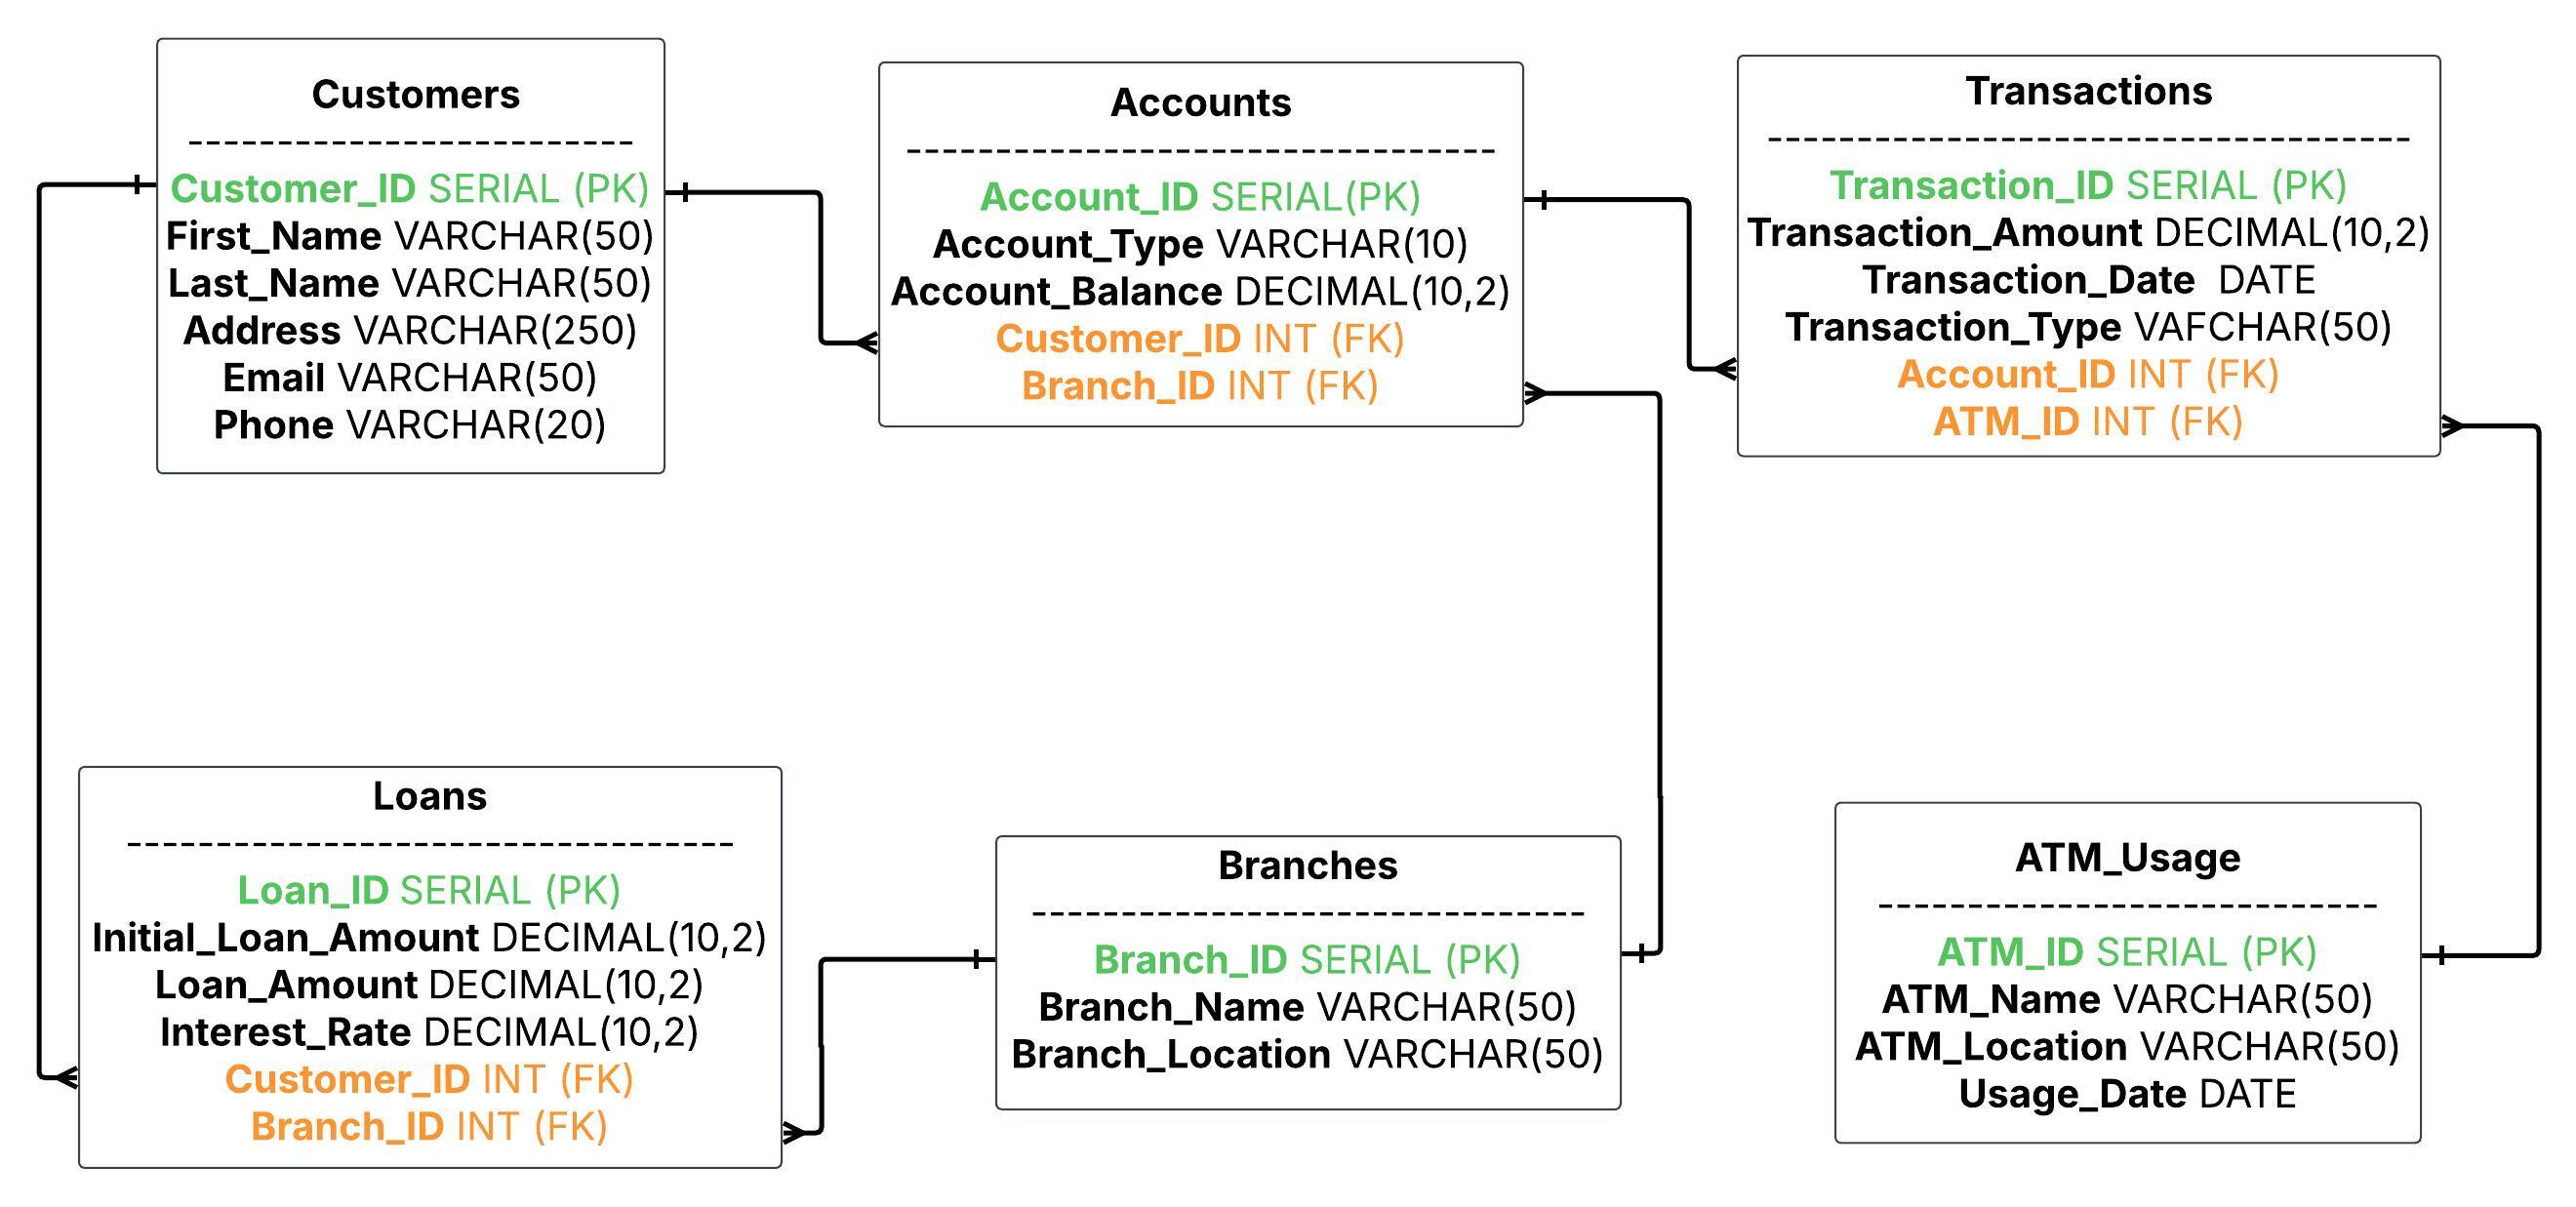 Customers
-------------------------
Customer_ID SERIAL (PK)
First_Name VARCHAR(50)
Last_Name VARCHAR(50)
Address VARCHAR(250)
Email VARCHAR(50)
Phone VARCHAR(20)
Accounts
---------------------------------
Account_ID SERIAL(PK)
Account_Type VARCHAR(10)
Account_Balance DECIMAL(10,2)
Customer_ID INT (FK)
Branch_ID INT (FK)
Transactions
------------------------------------
Transaction_ID SERIAL (PK)
Transaction_Amount DECIMAL(10,2)
Transaction_Date  DATE
Transaction_Type VAFCHAR(50)
Account_ID INT (FK)
ATM_ID INT (FK)
Loans
----------------------------------
Loan_ID SERIAL (PK)
Initial_Loan_Amount DECIMAL(10,2)
Loan_Amount DECIMAL(10,2)
Interest_Rate DECIMAL(10,2)
Customer_ID INT (FK)
Branch_ID INT (FK)
Branches
-------------------------------
Branch_ID SERIAL (PK)
Branch_Name VARCHAR(50)
Branch_Location VARCHAR(50)
ATM_Usage
----------------------------
ATM_ID SERIAL (PK)
ATM_Name VARCHAR(50)
ATM_Location VARCHAR(50)
Usage_Date DATE